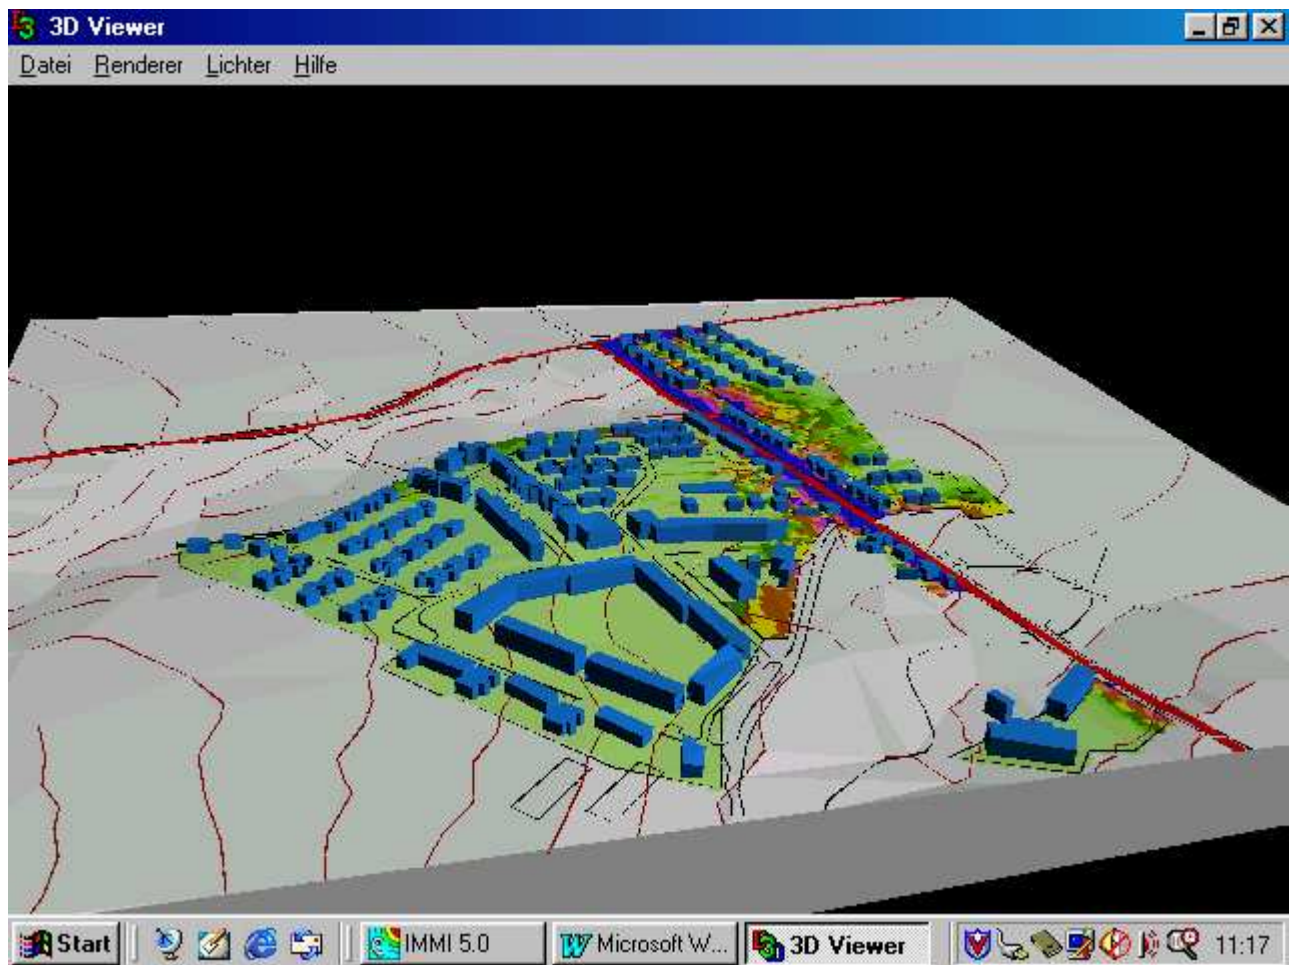 3D Viewer
Datei Renderer Lichter Hilfe
Start IMMI 5.0 Microsoft W... 3D Viewer 11:17